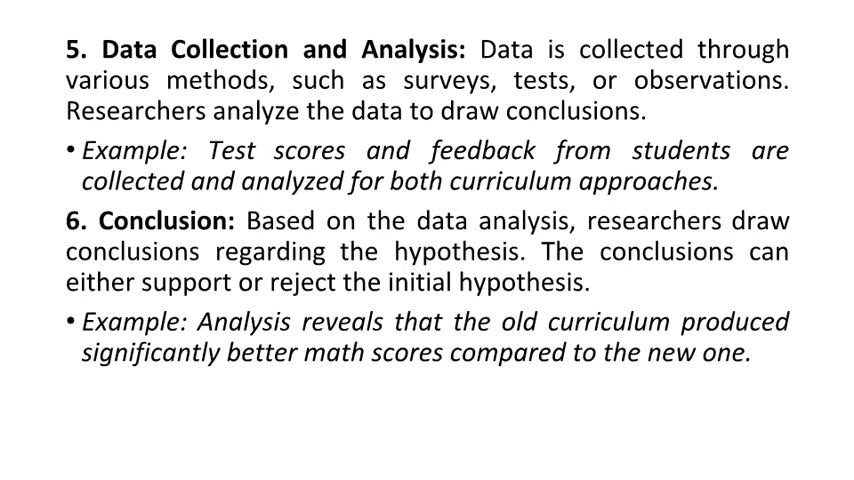 5. Data Collection and Analysis: Data is collected through
various methods, such as surveys, tests, or observations.
Researchers analyze the data to draw conclusions.
• Example: Test scores and feedback from students are
collected and analyzed for both curriculum approaches.
6. Conclusion: Based on the data analysis, researchers draw
conclusions regarding the hypothesis. The conclusions can
either support or reject the initial hypothesis.
• Example: Analysis reveals that the old curriculum produced
significantly better math scores compared to the new one.